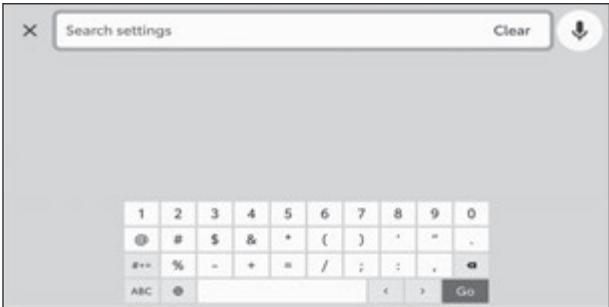 Search settings Clear
1 2 3 4 5 6 7 8 9 0
@ # $ & * ( ) ' " .
#+= % - + = / ; : ,
ABC < > Go